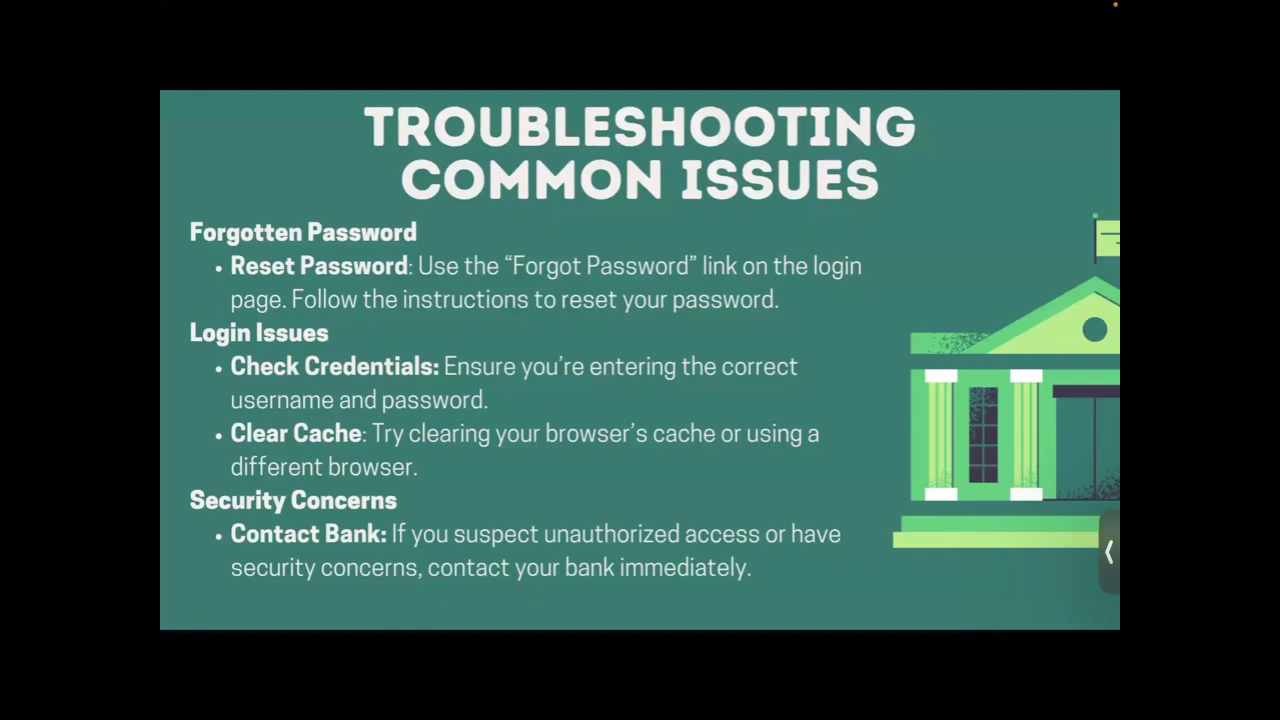 TROUBLESHOOTING
COMMON ISSUES
Forgotten Password
• Reset Password: Use the “Forgot Password” link on the login
page. Follow the instructions to reset your password.
Login Issues
• Check Credentials: Ensure you’re entering the correct
username and password.
• Clear Cache: Try clearing your browser’s cache or using a
different browser.
Security Concerns
• Contact Bank: If you suspect unauthorized access or have
security concerns, contact your bank immediately.